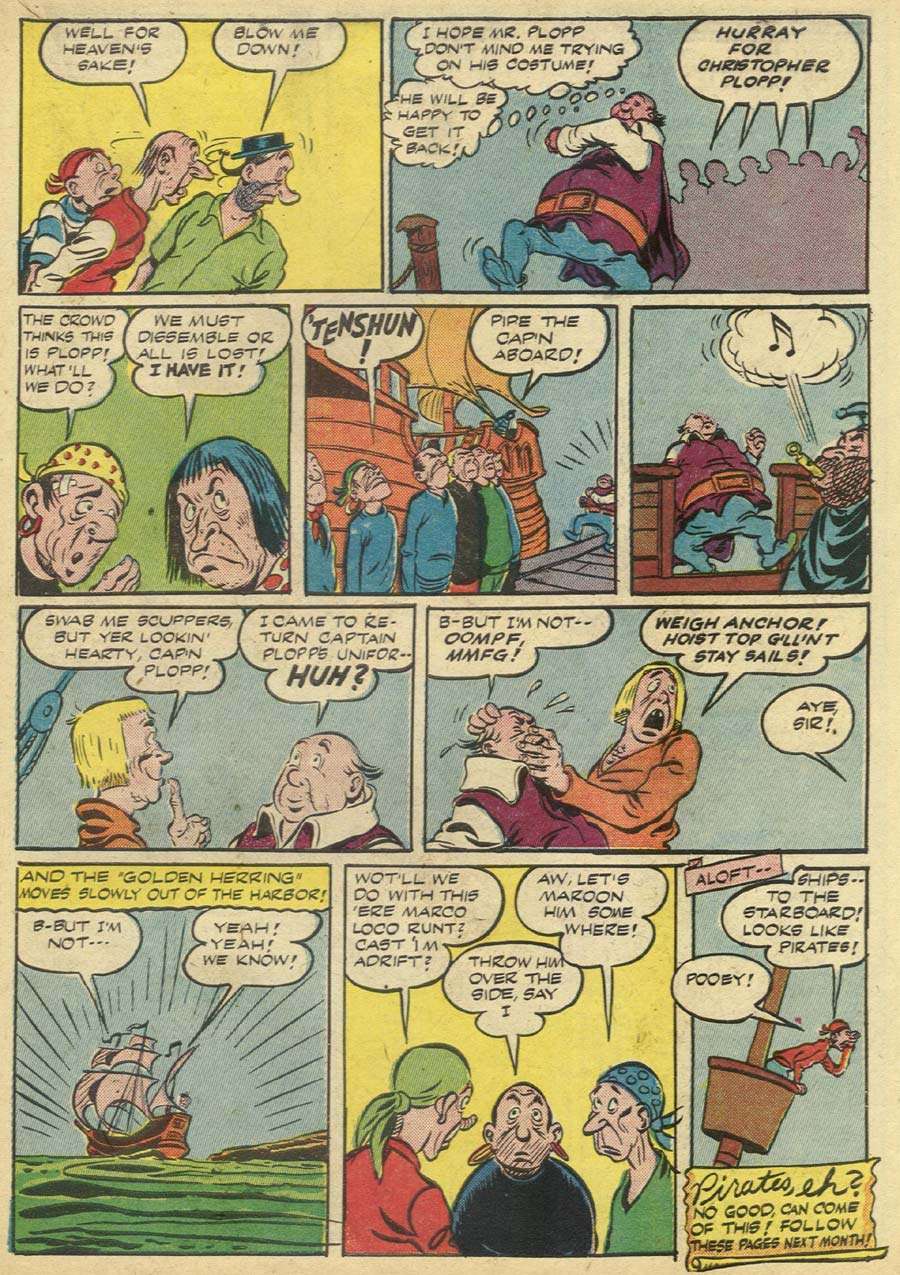 WELL FOR
HEAVEN'S
SAKE!
BLOW ME
DOWN!
I HOPE MR. PLOPP
DON'T MIND ME TRYING
ON HIS COSTUME!
HE WILL BE
HAPPY TO
GET IT
BACK!
HURRAY
FOR
CHRISTOPHER
PLOPP!
THE CROWD
THINKS THIS
IS PLOPP!
WHAT'LL
WE DO?
WE MUST
DISSEMBLE OR
ALL IS LOST!
I HAVE IT!
'TENSHUN
!
PIPE THE
CAP'N
ABOARD!
SWAB ME SCUPPERS,
BUT YER LOOKIN'
HEARTY, CAP'N
PLOPP!
I CAME TO RE-
TURN CAPTAIN
PLOPP'S UNIFOR--
HUH?
B-BUT I'M NOT--
OOMPF,
MMFG!
WEIGH ANCHOR!
HOIST TOP G'LL'NT
STAY SAILS!
AYE,
SIR!
AND THE "GOLDEN HERRING"
MOVES SLOWLY OUT OF THE HARBOR!
B-BUT I'M
NOT---
YEAH!
YEAH!
WE KNOW!
WOT'LL WE
DO WITH THIS
'ERE MARCO
LOCO RUNT?
CAST 'IM
ADRIFT?
THROW HIM
OVER THE
SIDE, SAY
I
AW, LET'S
MAROON
HIM SOME
WHERE!
ALOFT--
SHIPS--
TO THE
STARBOARD!
LOOKS LIKE
PIRATES!
POOEY!
Pirates, eh?
NO GOOD, CAN COME
OF THIS! FOLLOW
THESE PAGES NEXT MONTH!